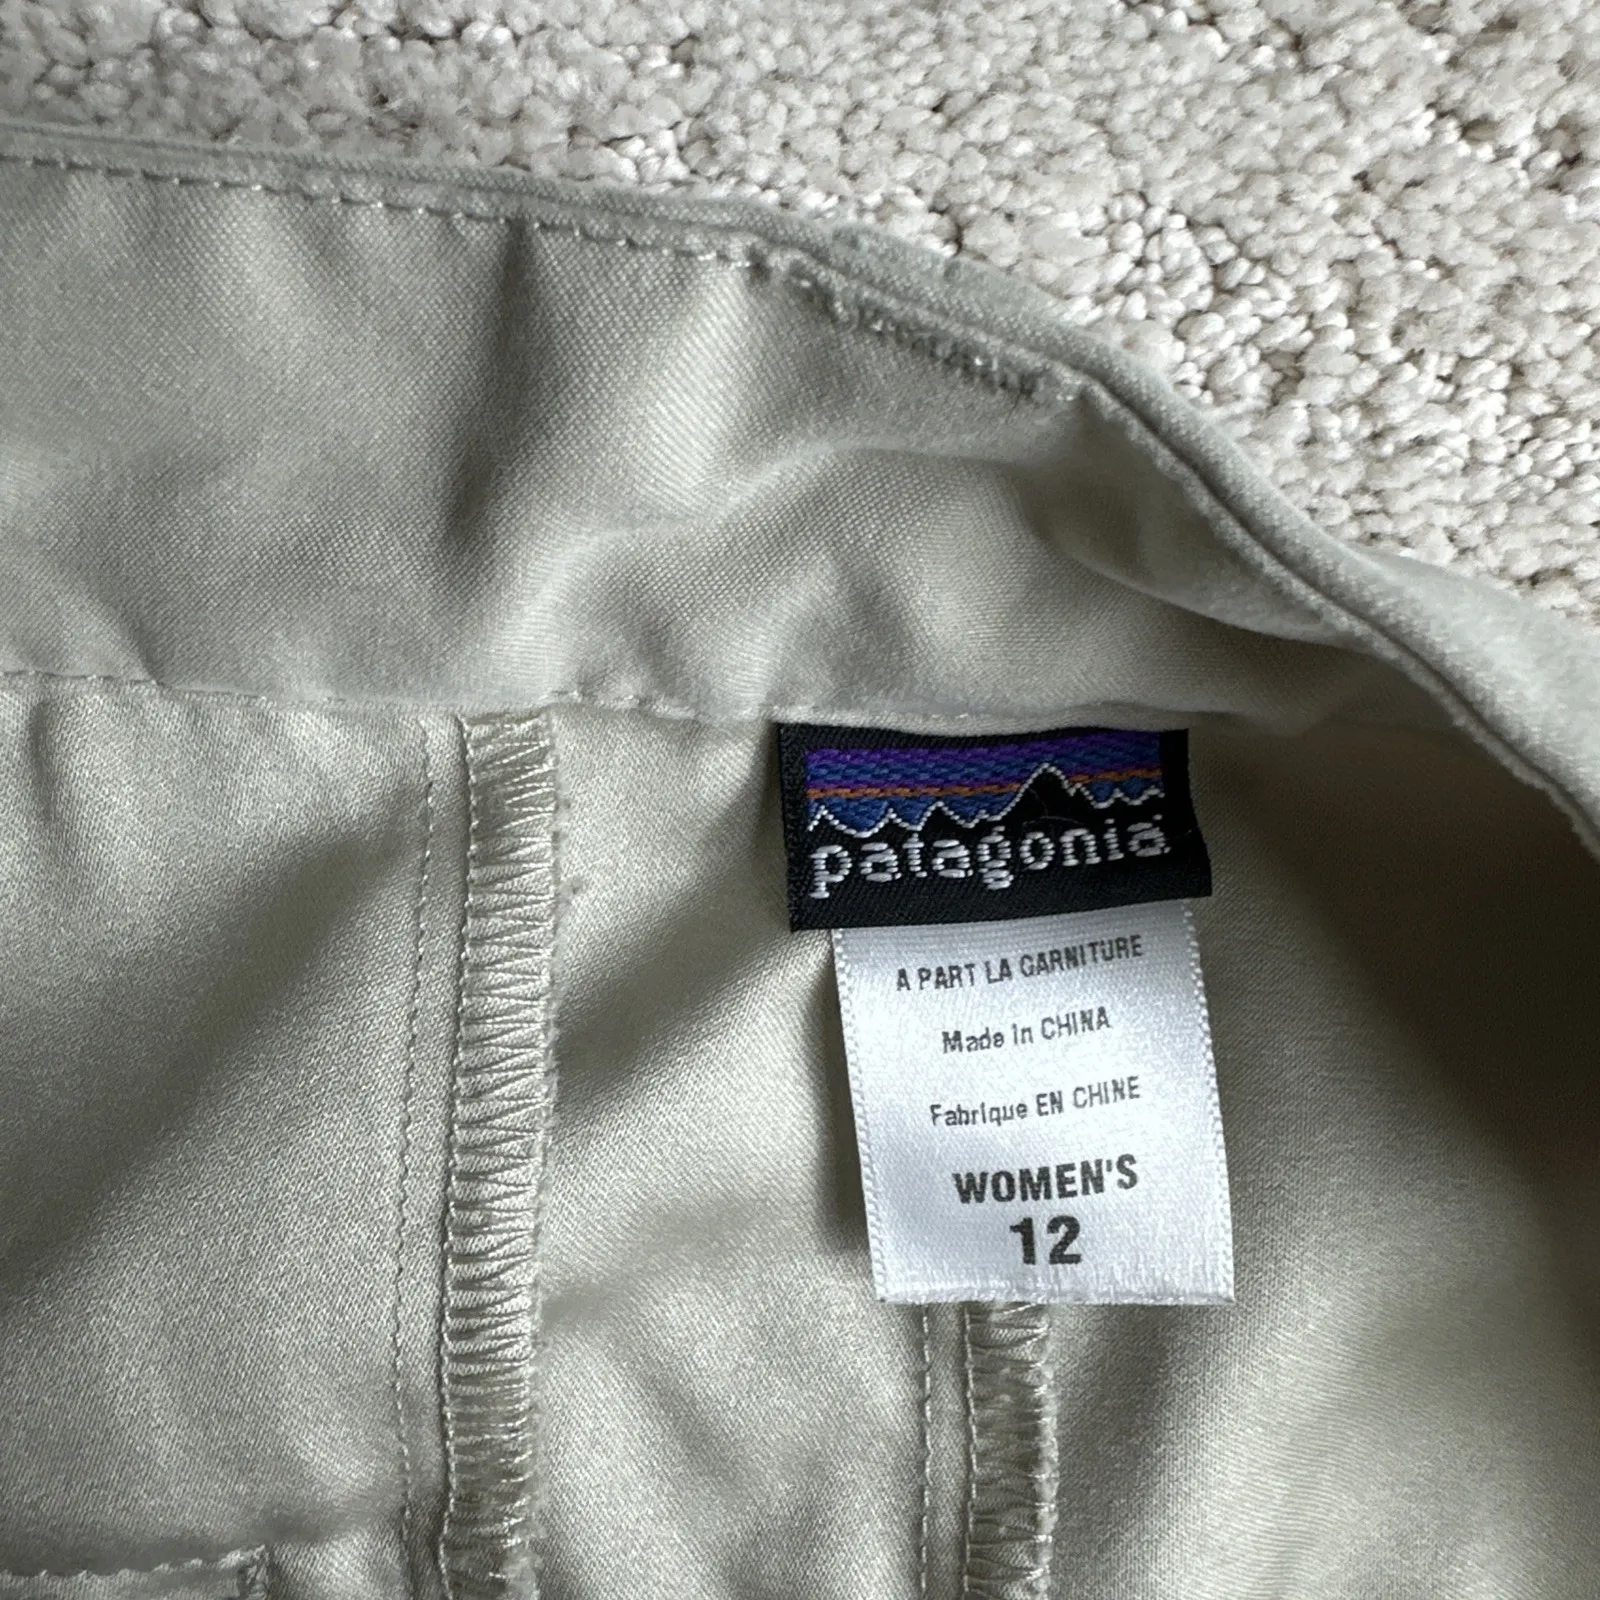 patagonia
A PART LA GARNITURE
Made in CHINA
Fabrique EN CHINE
WOMEN'S
12